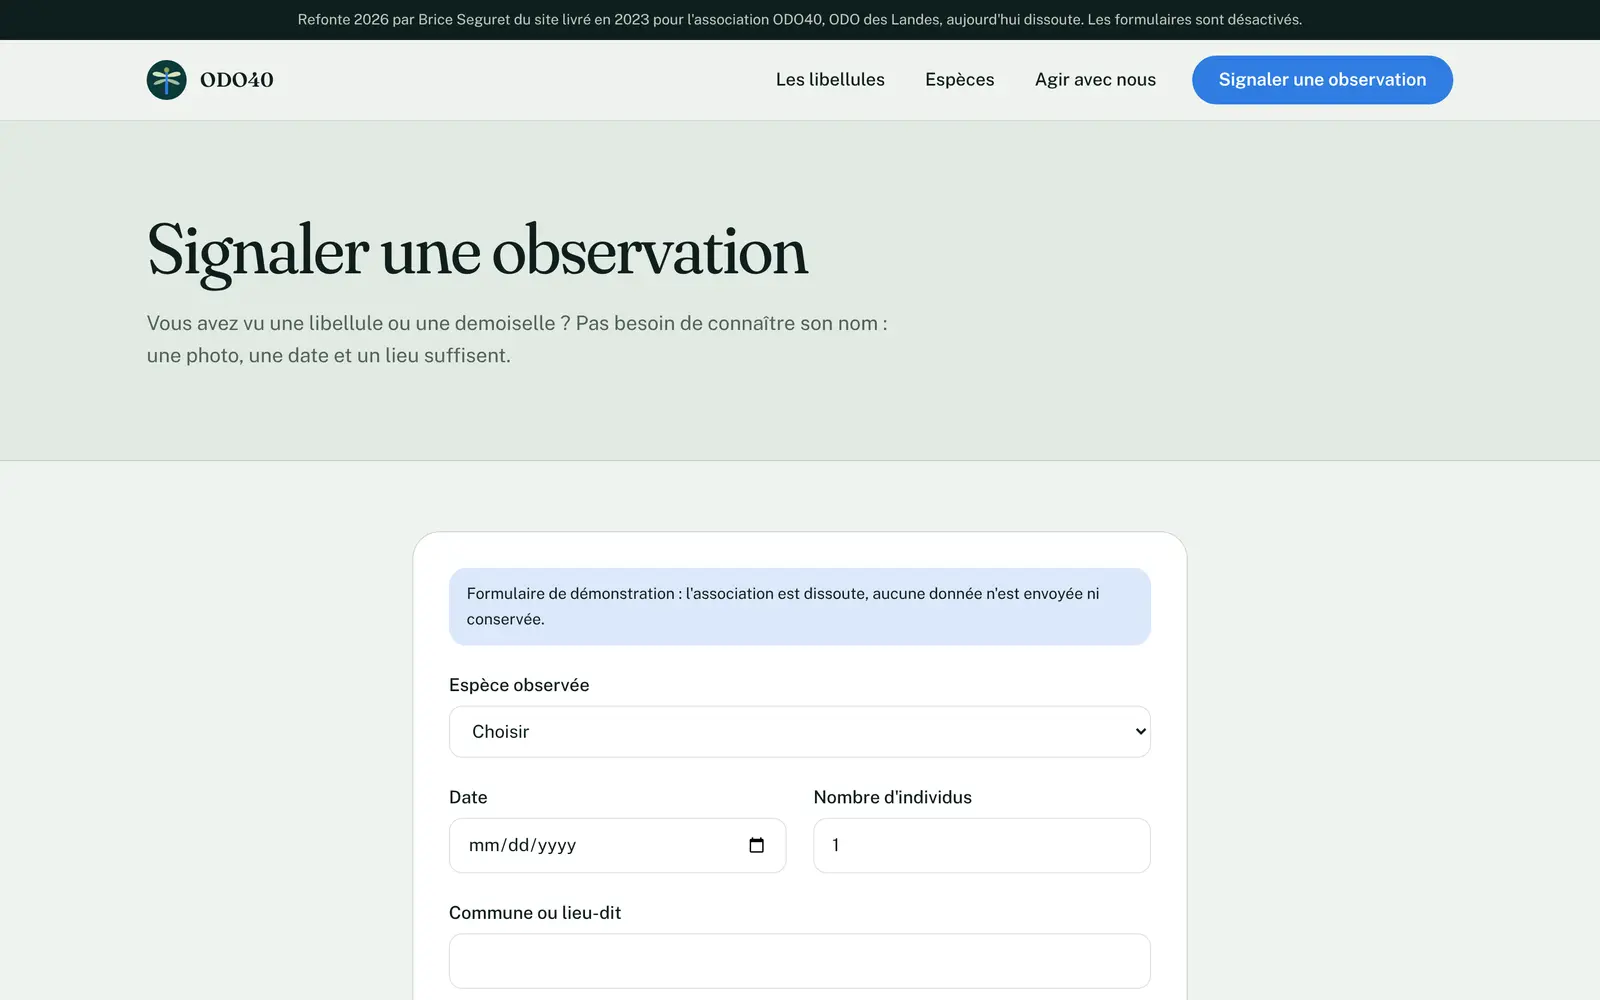 Refonte 2026 par Brice Seguret du site livré en 2023 pour l'association ODO40, ODO des Landes, aujourd'hui dissoute. Les formulaires sont désactivés.
ODO40
Les libellules
Espèces
Agir avec nous
Signaler une observation
Signaler une observation
Vous avez vu une libellule ou une demoiselle ? Pas besoin de connaître son nom :
une photo, une date et un lieu suffisent.
Formulaire de démonstration : l'association est dissoute, aucune donnée n'est envoyée ni
conservée.
Espèce observée
Choisir
Date
Nombre d'individus
mm/dd/yyyy
1
Commune ou lieu-dit